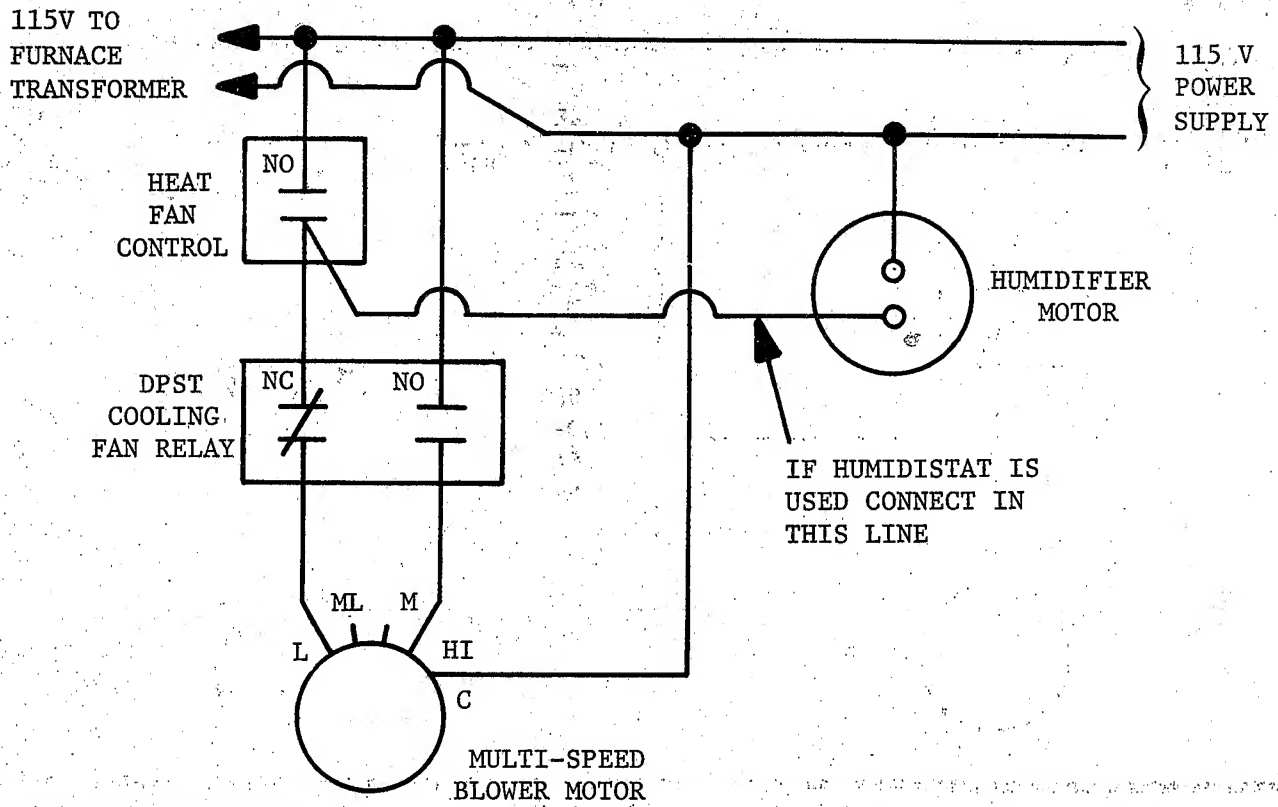 115V TO
FURNACE
TRANSFORMER
115 V
POWER
SUPPLY
HEAT
FAN
CONTROL
NO
HUMIDIFIER
MOTOR
DPST
COOLING
FAN RELAY
NC
NO
IF HUMIDISTAT IS
USED CONNECT IN
THIS LINE
ML
M
L
HI
C
MULTI-SPEED
BLOWER MOTOR